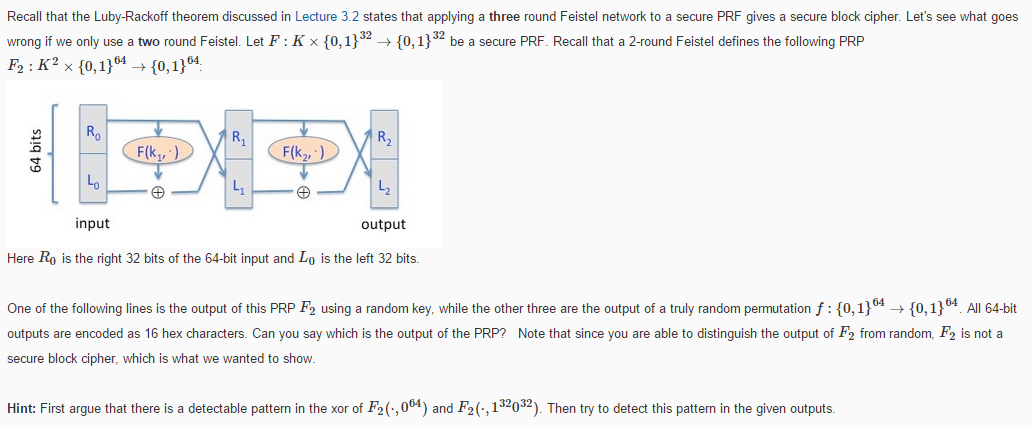 Recall that the Luby-Rackoff theorem discussed in Lecture 3.2 states that applying a three round Feistel network to a secure PRF gives a secure block cipher. Let's see what goes
wrong if we only use a two round Feistel. Let F : K × {0,1}³² → {0,1}³² be a secure PRF. Recall that a 2-round Feistel defines the following PRP
F₂ : K² × {0,1}⁶⁴ → {0,1}⁶⁴.
64 bits
R₀
L₀
F(k₁, ·)
⊕
R₁
L₁
F(k₂, ·)
⊕
R₂
L₂
input
output
Here R₀ is the right 32 bits of the 64-bit input and L₀ is the left 32 bits.
One of the following lines is the output of this PRP F₂ using a random key, while the other three are the output of a truly random permutation f : {0,1}⁶⁴ → {0,1}⁶⁴. All 64-bit
outputs are encoded as 16 hex characters. Can you say which is the output of the PRP? Note that since you are able to distinguish the output of F₂ from random, F₂ is not a
secure block cipher, which is what we wanted to show.
Hint: First argue that there is a detectable pattern in the xor of F₂(·,0⁶⁴) and F₂(·,1³²0³²). Then try to detect this pattern in the given outputs.